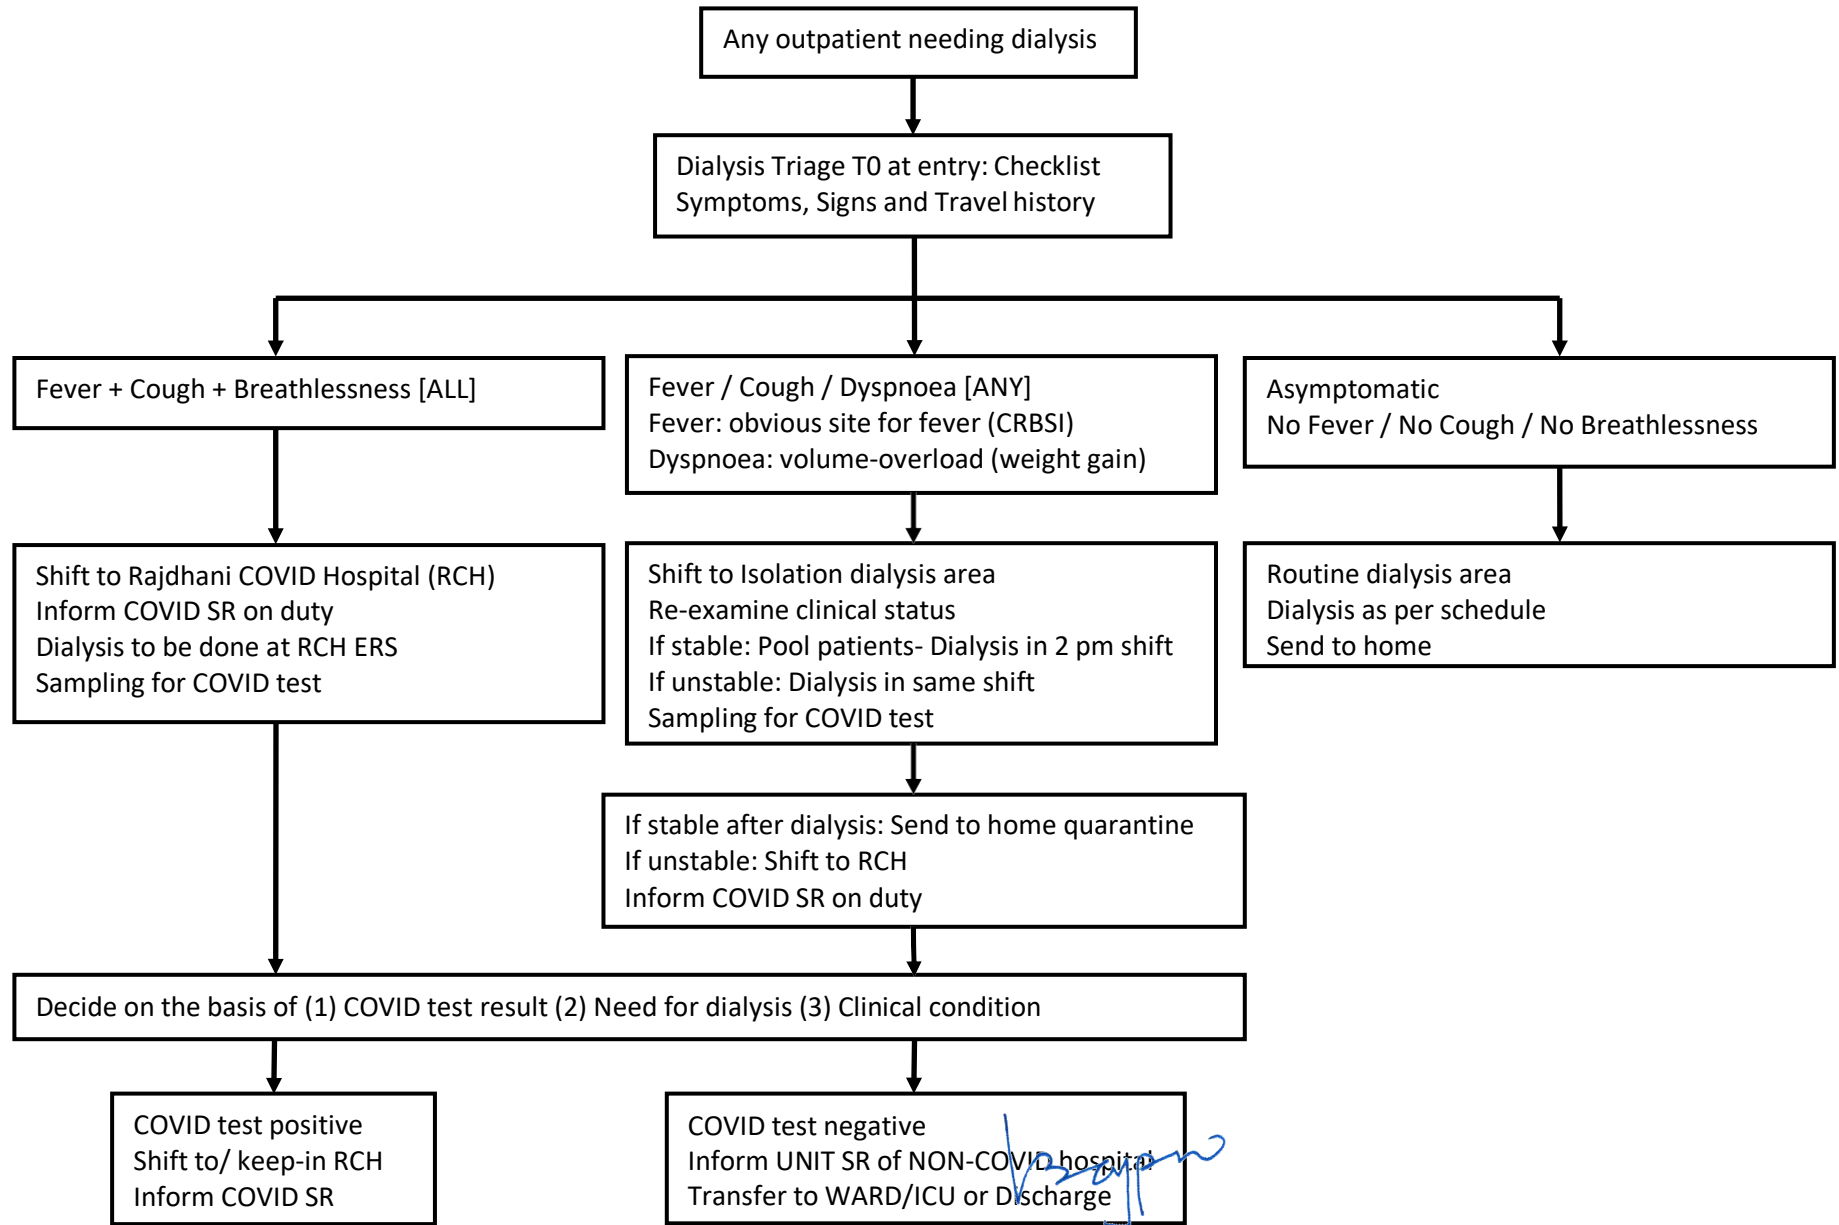 Any outpatient needing dialysis
Dialysis Triage T0 at entry: Checklist
Symptoms, Signs and Travel history
Fever + Cough + Breathlessness [ALL]
Fever / Cough / Dyspnoea [ANY]
Fever: obvious site for fever (CRBSI)
Dyspnoea: volume-overload (weight gain)
Asymptomatic
No Fever / No Cough / No Breathlessness
Shift to Rajdhani COVID Hospital (RCH)
Inform COVID SR on duty
Dialysis to be done at RCH ERS
Sampling for COVID test
Shift to Isolation dialysis area
Re-examine clinical status
If stable: Pool patients- Dialysis in 2 pm shift
If unstable: Dialysis in same shift
Sampling for COVID test
Routine dialysis area
Dialysis as per schedule
Send to home
If stable after dialysis: Send to home quarantine
If unstable: Shift to RCH
Inform COVID SR on duty
Decide on the basis of (1) COVID test result (2) Need for dialysis (3) Clinical condition
COVID test positive
Shift to/ keep-in RCH
Inform COVID SR
COVID test negative
Inform UNIT SR of NON-COVID hospital
Transfer to WARD/ICU or Discharge